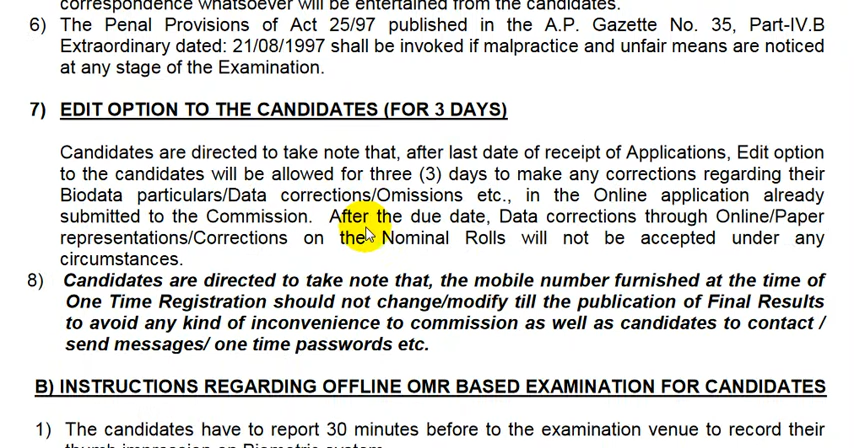 correspondence whatsoever will be entertained from the candidates.
6) The Penal Provisions of Act 25/97 published in the A.P. Gazette No. 35, Part-IV.B
Extraordinary dated: 21/08/1997 shall be invoked if malpractice and unfair means are noticed
at any stage of the Examination.
7) EDIT OPTION TO THE CANDIDATES (FOR 3 DAYS)
Candidates are directed to take note that, after last date of receipt of Applications, Edit option
to the candidates will be allowed for three (3) days to make any corrections regarding their
Biodata particulars/Data corrections/Omissions etc., in the Online application already
submitted to the Commission. After the due date, Data corrections through Online/Paper
representations/Corrections on the Nominal Rolls will not be accepted under any
circumstances.
8) Candidates are directed to take note that, the mobile number furnished at the time of
One Time Registration should not change/modify till the publication of Final Results
to avoid any kind of inconvenience to commission as well as candidates to contact /
send messages/ one time passwords etc.
B) INSTRUCTIONS REGARDING OFFLINE OMR BASED EXAMINATION FOR CANDIDATES
1) The candidates have to report 30 minutes before to the examination venue to record their
thumb impression on Biometric system.